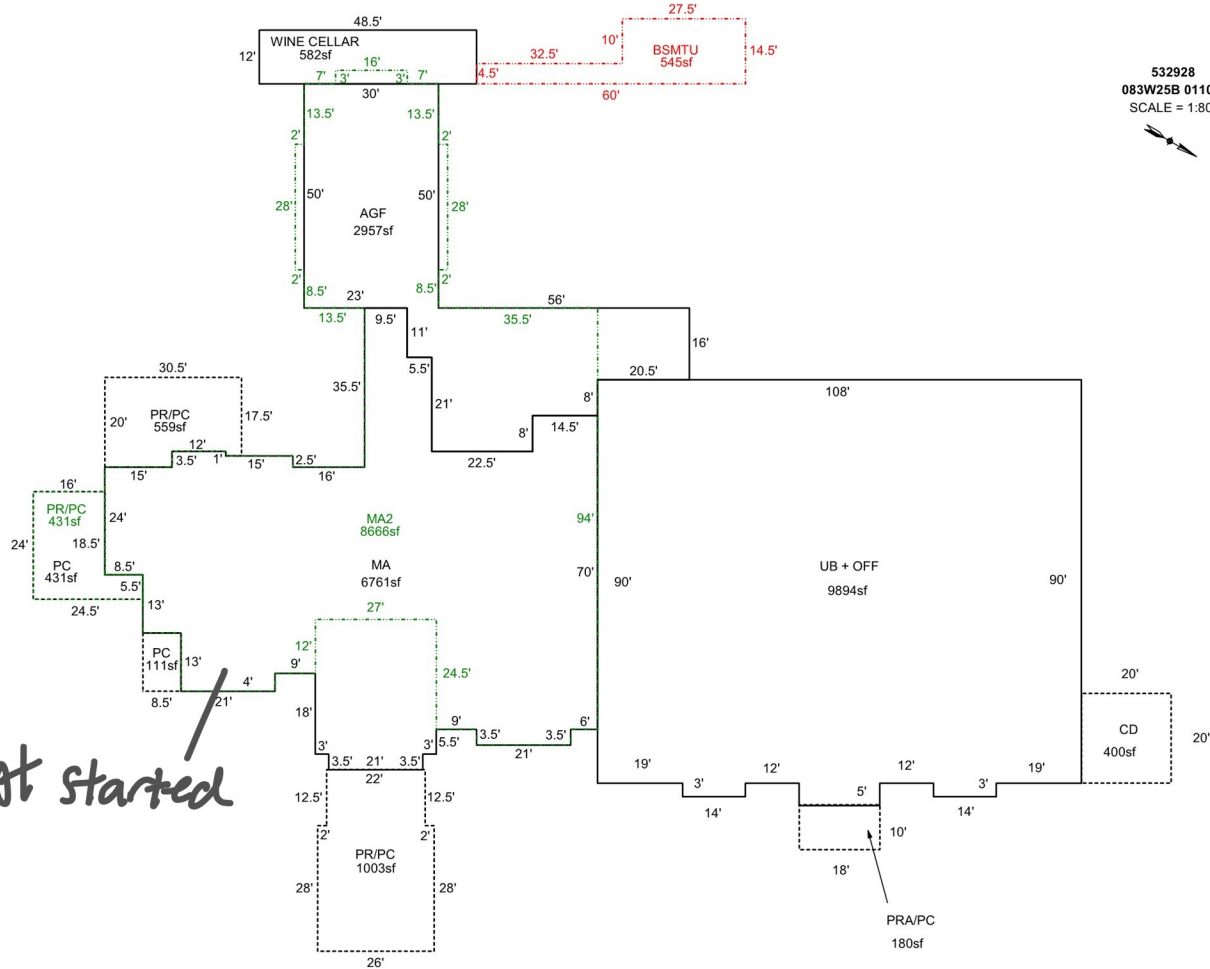 27.5'
48.5'
10'
14.5'
WINE CELLAR
582sf
12'
32.5'
BSMTU
545sf
16'
4.5'
7' 3' 3' 7'
30'
60'
532928
083W25B 0110
SCALE = 1:80
13.5' 13.5'
2' 2'
50' 50'
28' 28'
AGF
2957sf
2' 2'
8.5' 8.5'
23' 56'
13.5' 9.5' 35.5'
11' 16'
5.5'
30.5'
35.5' 20.5' 108'
8'
20' 17.5' 21'
PR/PC
559sf
14.5'
8'
12'
3.5' 1' 15' 2.5'
15' 16' 22.5'
16'
PR/PC
431sf
24'
MA2
8666sf
94'
24' 18.5'
PC
431sf
8.5'
5.5'
MA
6761sf
70' 90' 90'
UB + OFF
9894sf
24.5' 13'
27'
12'
PC
111sf
13'
9'
4'
24.5'
8.5' 21'
18'
20'
CD
400sf
20'
9' 6'
3' 3' 5.5' 3.5' 3.5'
3.5' 21' 3.5' 21'
22'
19' 12' 12' 19'
3' 5' 3'
14' 14'
started
12.5' 12.5'
2' 2'
10'
PR/PC
1003sf
28' 28'
18'
PRA/PC
180sf
26'